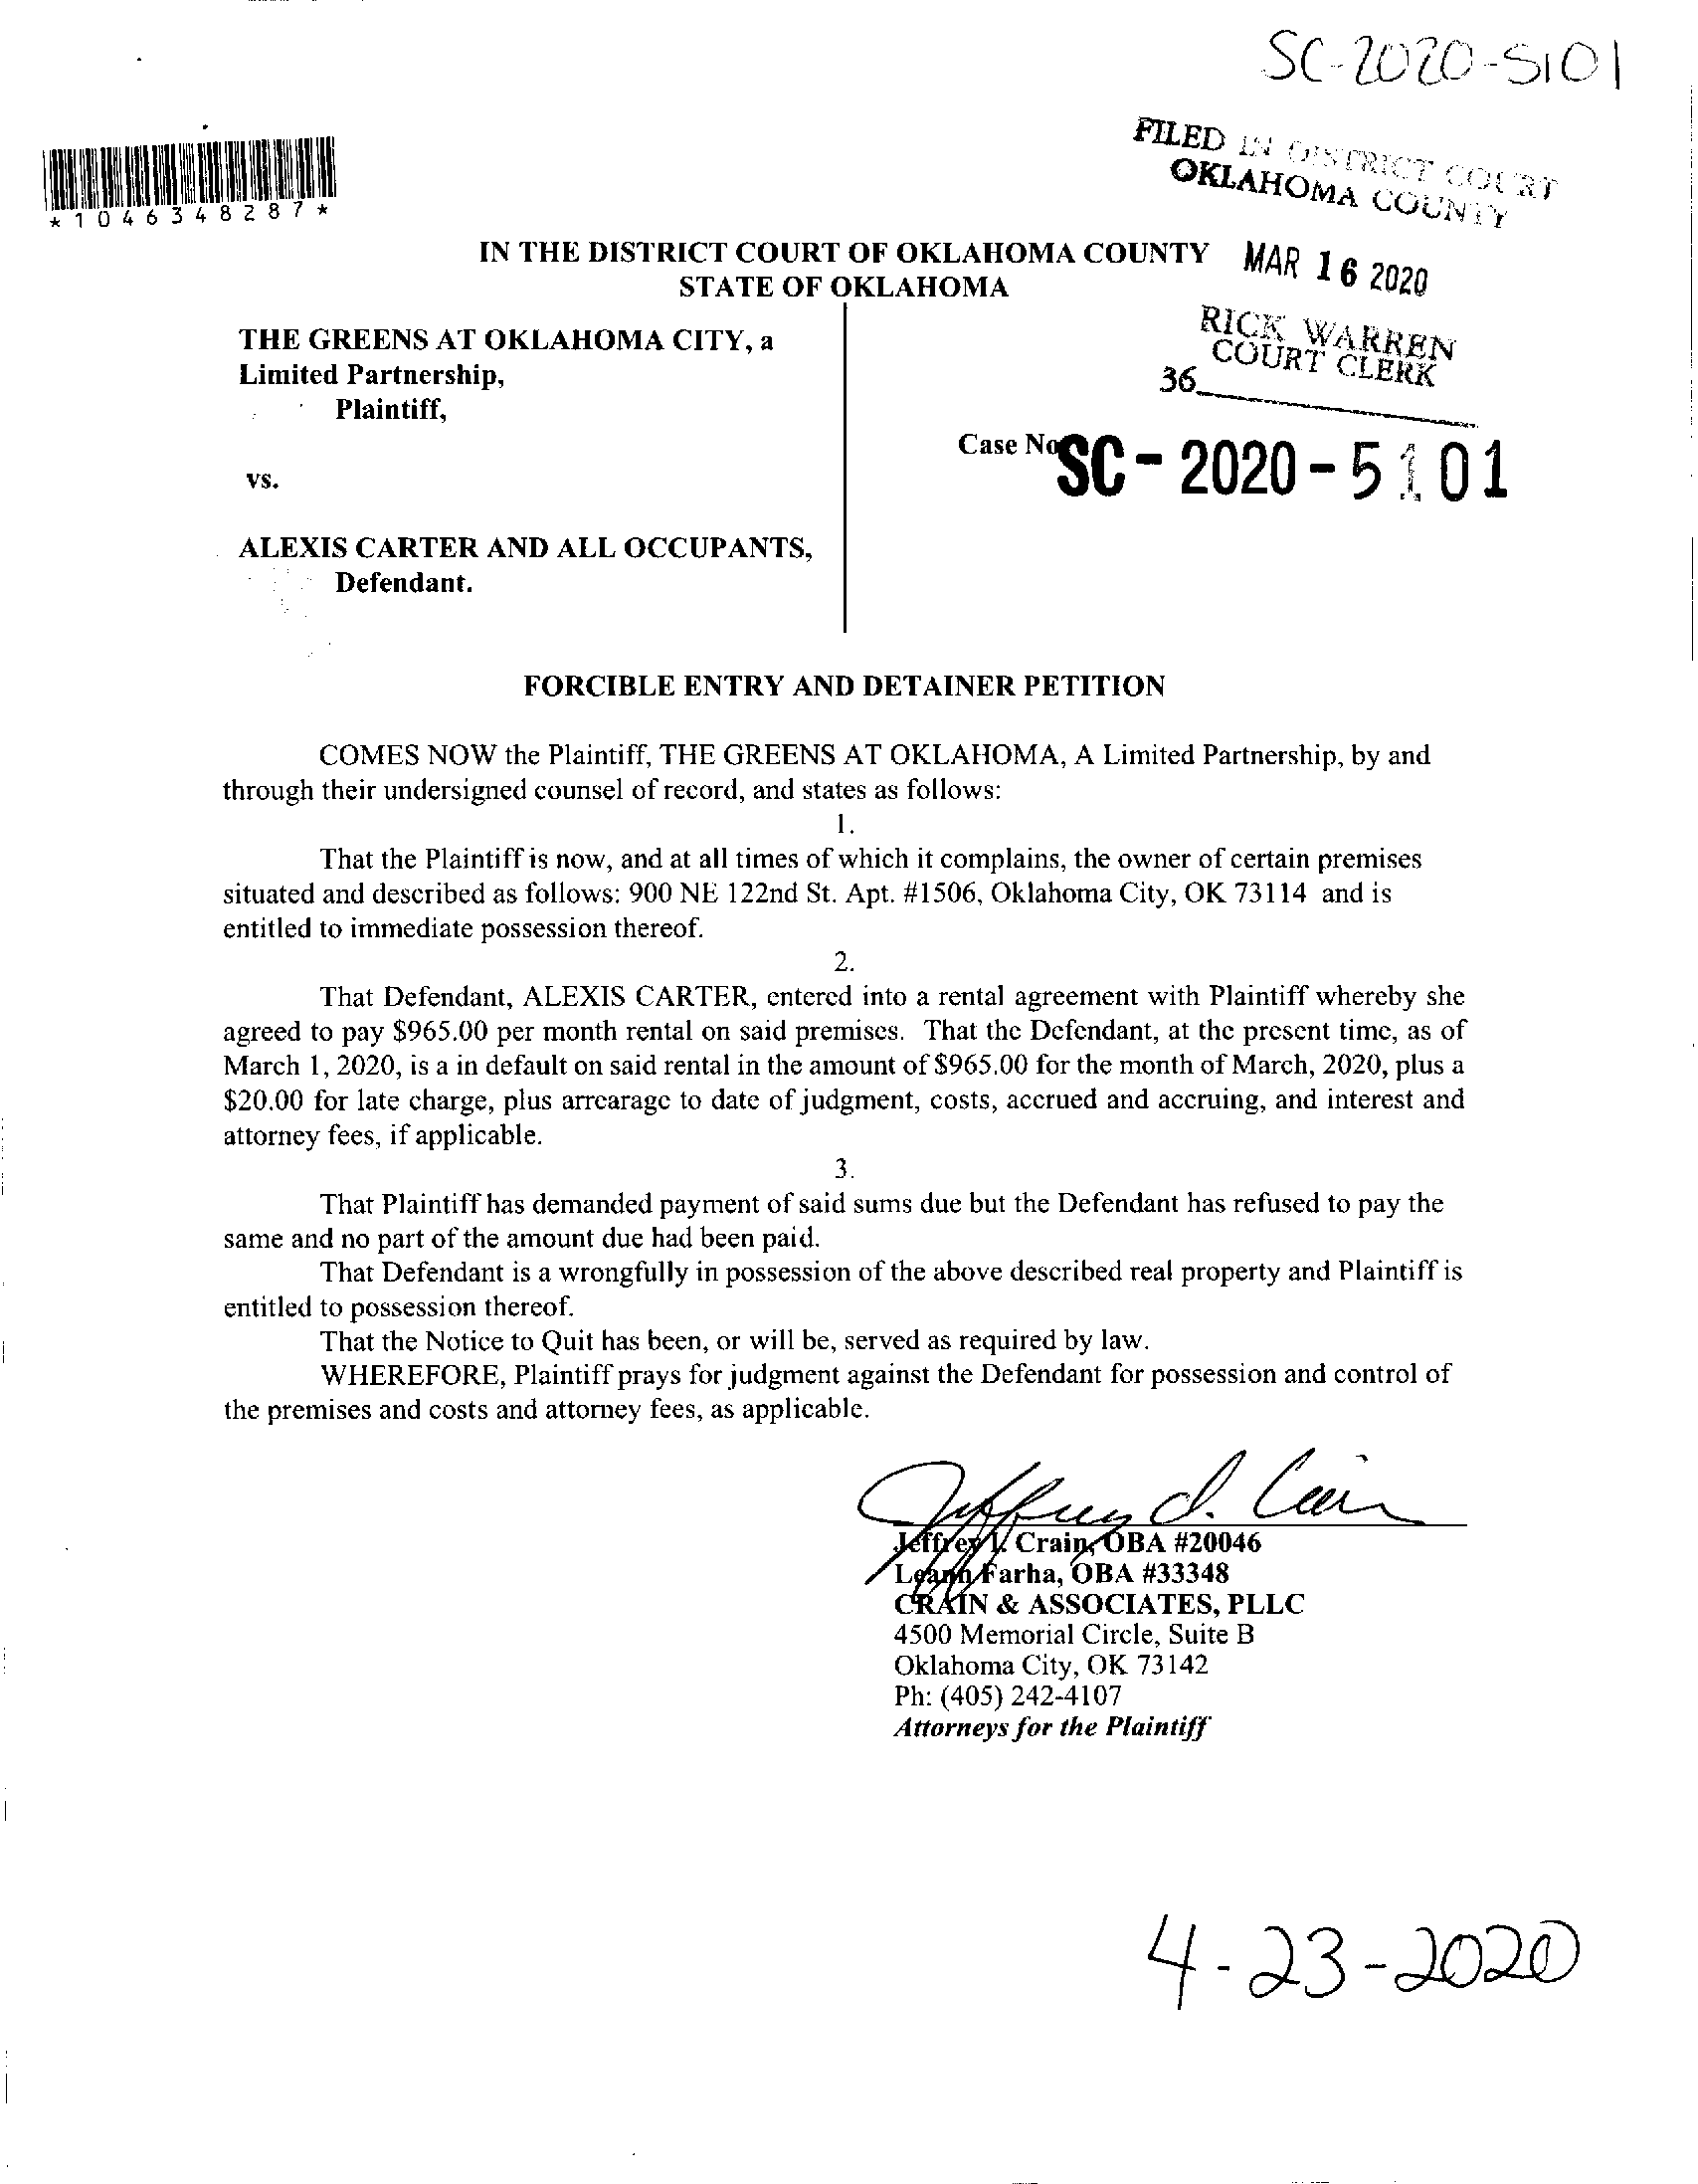 SC-2020-5101
FILED IN DISTRICT COURT
OKLAHOMA COUNTY
*1046348287*
IN THE DISTRICT COURT OF OKLAHOMA COUNTY
STATE OF OKLAHOMA
MAR 16 2020
RICK WARREN
COURT CLERK
36
THE GREENS AT OKLAHOMA CITY, a
Limited Partnership,
Plaintiff,
Case No
SC-2020-5101
vs.
ALEXIS CARTER AND ALL OCCUPANTS,
Defendant.
FORCIBLE ENTRY AND DETAINER PETITION
COMES NOW the Plaintiff, THE GREENS AT OKLAHOMA, A Limited Partnership, by and
through their undersigned counsel of record, and states as follows:
1.
That the Plaintiff is now, and at all times of which it complains, the owner of certain premises
situated and described as follows: 900 NE 122nd St. Apt. #1506, Oklahoma City, OK 73114 and is
entitled to immediate possession thereof.
2.
That Defendant, ALEXIS CARTER, entered into a rental agreement with Plaintiff whereby she
agreed to pay $965.00 per month rental on said premises. That the Defendant, at the present time, as of
March 1, 2020, is a in default on said rental in the amount of $965.00 for the month of March, 2020, plus a
$20.00 for late charge, plus arrearage to date of judgment, costs, accrued and accruing, and interest and
attorney fees, if applicable.
3.
That Plaintiff has demanded payment of said sums due but the Defendant has refused to pay the
same and no part of the amount due had been paid.
That Defendant is a wrongfully in possession of the above described real property and Plaintiff is
entitled to possession thereof.
That the Notice to Quit has been, or will be, served as required by law.
WHEREFORE, Plaintiff prays for judgment against the Defendant for possession and control of
the premises and costs and attorney fees, as applicable.
Jeffrey Crain, OBA #20046
Leann Farha, OBA #33348
CRAIN & ASSOCIATES, PLLC
4500 Memorial Circle, Suite B
Oklahoma City, OK 73142
Ph: (405) 242-4107
Attorneys for the Plaintiff
4-23-2020